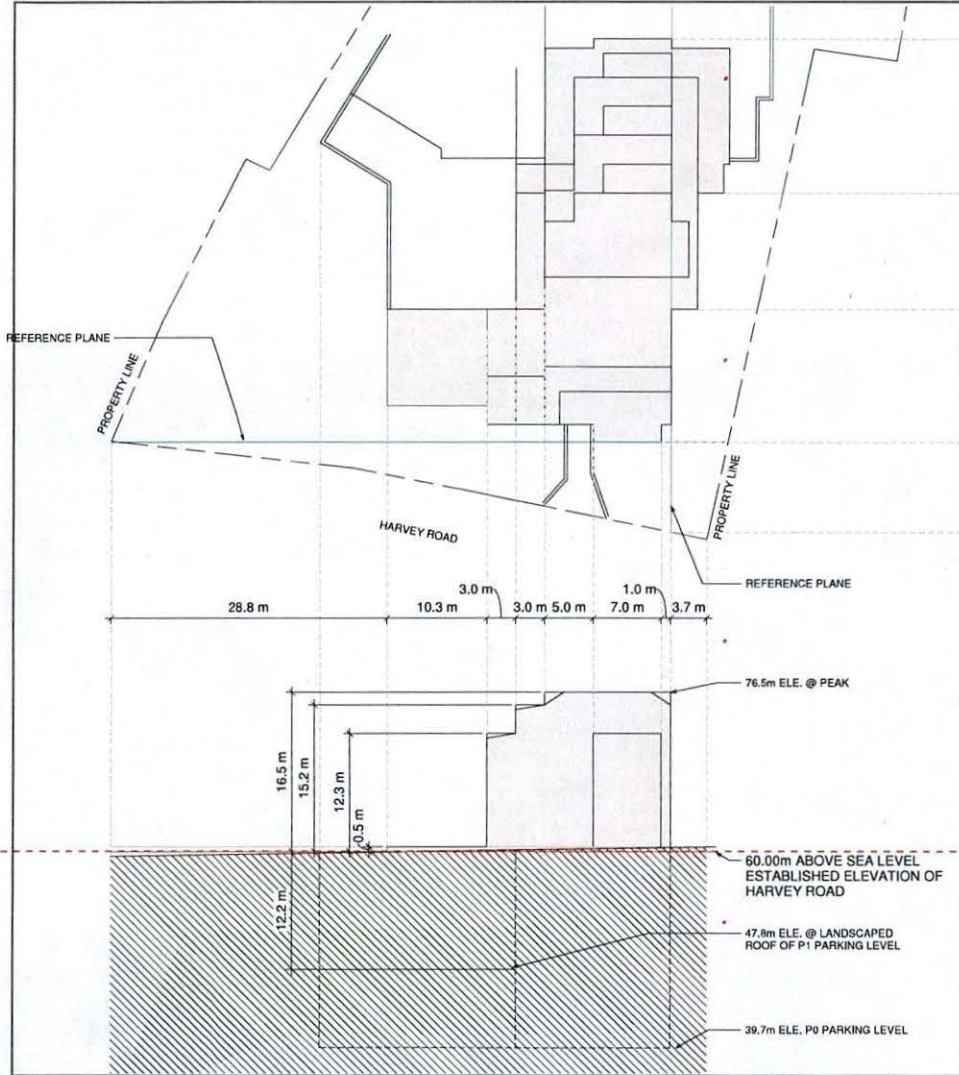 REFERENCE PLANE
PROPERTY LINE
PROPERTY LINE
HARVEY ROAD
REFERENCE PLANE
3.0 m
1.0 m
28.8 m
10.3 m
3.0 m
5.0 m
7.0 m
3.7 m
76.5m ELE. @ PEAK
16.5 m
15.2 m
12.3 m
0.5 m
60.00m ABOVE SEA LEVEL
ESTABLISHED ELEVATION OF
HARVEY ROAD
12.2 m
47.8m ELE. @ LANDSCAPED
ROOF OF P1 PARKING LEVEL
39.7m ELE. P0 PARKING LEVEL